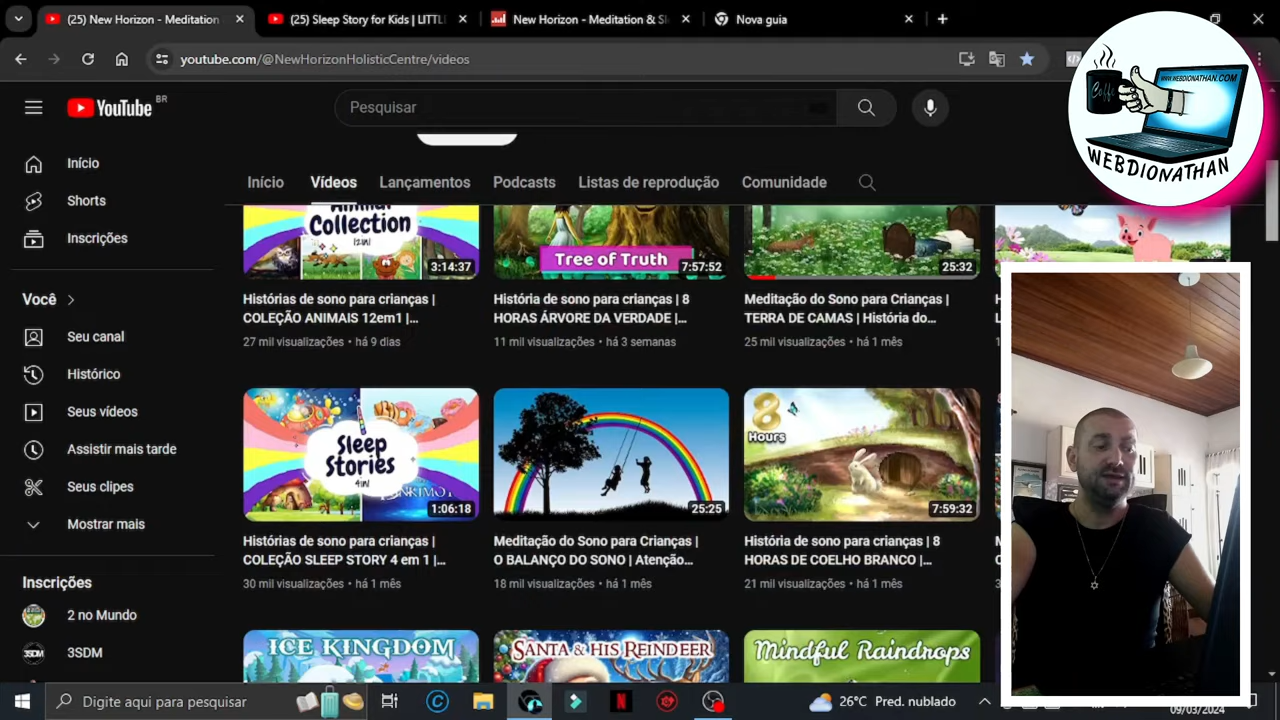 (25) New Horizon - Meditation
(25) Sleep Story for Kids | LITTL
New Horizon - Meditation & Sl
Nova guia
youtube.com/@NewHorizonHolisticCentre/videos
WWW.WEBDIONATHAN.COM
Coffe
WEBDIONATHAN
YouTube BR
Pesquisar
Início
Shorts
Inscrições
Você
Seu canal
Histórico
Seus vídeos
Assistir mais tarde
Seus clipes
Mostrar mais
Inscrições
2 no Mundo
3SDM
3SDM
Início
Vídeos
Lançamentos
Podcasts
Listas de reprodução
Comunidade
Animal
Collection
12in1
3:14:37
Tree of Truth
7:57:52
25:32
Histórias de sono para crianças |
COLEÇÃO ANIMAIS 12em1 |...
27 mil visualizações • há 9 dias
História de sono para crianças | 8
HORAS ÁRVORE DA VERDADE |...
11 mil visualizações • há 3 semanas
Meditação do Sono para Crianças |
TERRA DE CAMAS | História do...
25 mil visualizações • há 1 mês
Sleep
Stories
4in1
1:06:18
25:25
8
Hours
7:59:32
Histórias de sono para crianças |
COLEÇÃO SLEEP STORY 4 em 1 |...
30 mil visualizações • há 1 mês
Meditação do Sono para Crianças |
O BALANÇO DO SONO | Atenção...
18 mil visualizações • há 1 mês
História de sono para crianças | 8
HORAS DE COELHO BRANCO |...
21 mil visualizações • há 1 mês
ICE KINGDOM
SANTA & HIS REINDEER
Mindful Raindrops
Digite aqui para pesquisar
26°C Pred. nublado
09/03/2024